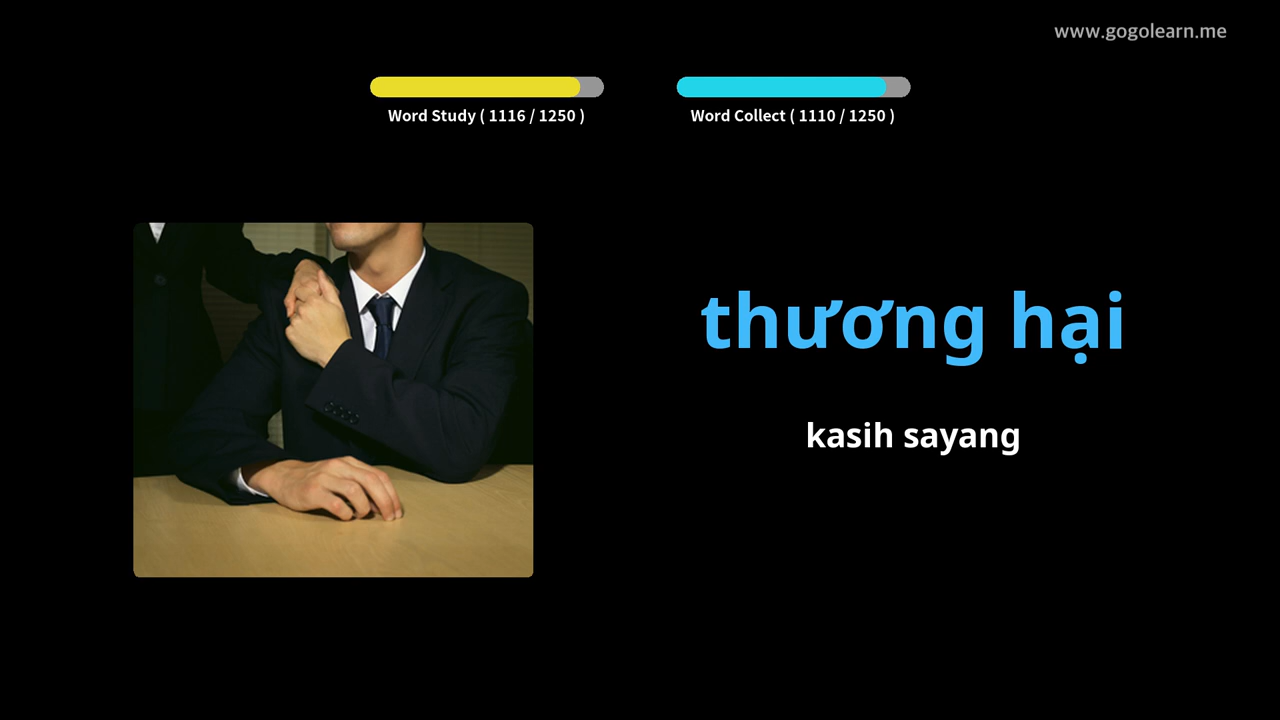 www.gogolearn.me
Word Study ( 1116 / 1250 )
Word Collect ( 1110 / 1250 )
thương hại
kasih sayang